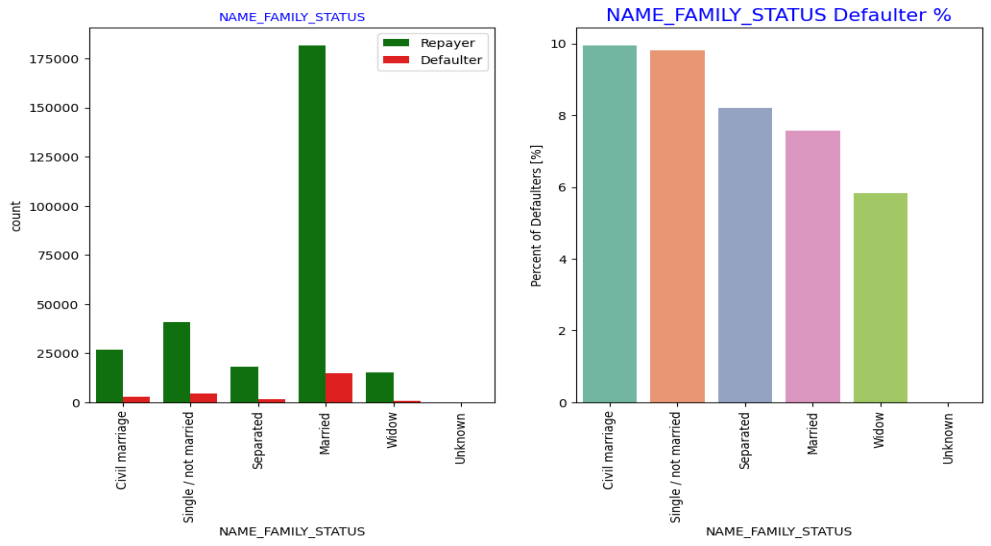 NAME_FAMILY_STATUS
Repayer
Defaulter
175000
150000
125000
100000
75000
50000
25000
0
count
Civil marriage
Single / not married
Separated
Married
Widow
Unknown
NAME_FAMILY_STATUS
NAME_FAMILY_STATUS Defaulter %
10
8
6
4
2
0
Percent of Defaulters [%]
Civil marriage
Single / not married
Separated
Married
Widow
Unknown
NAME_FAMILY_STATUS